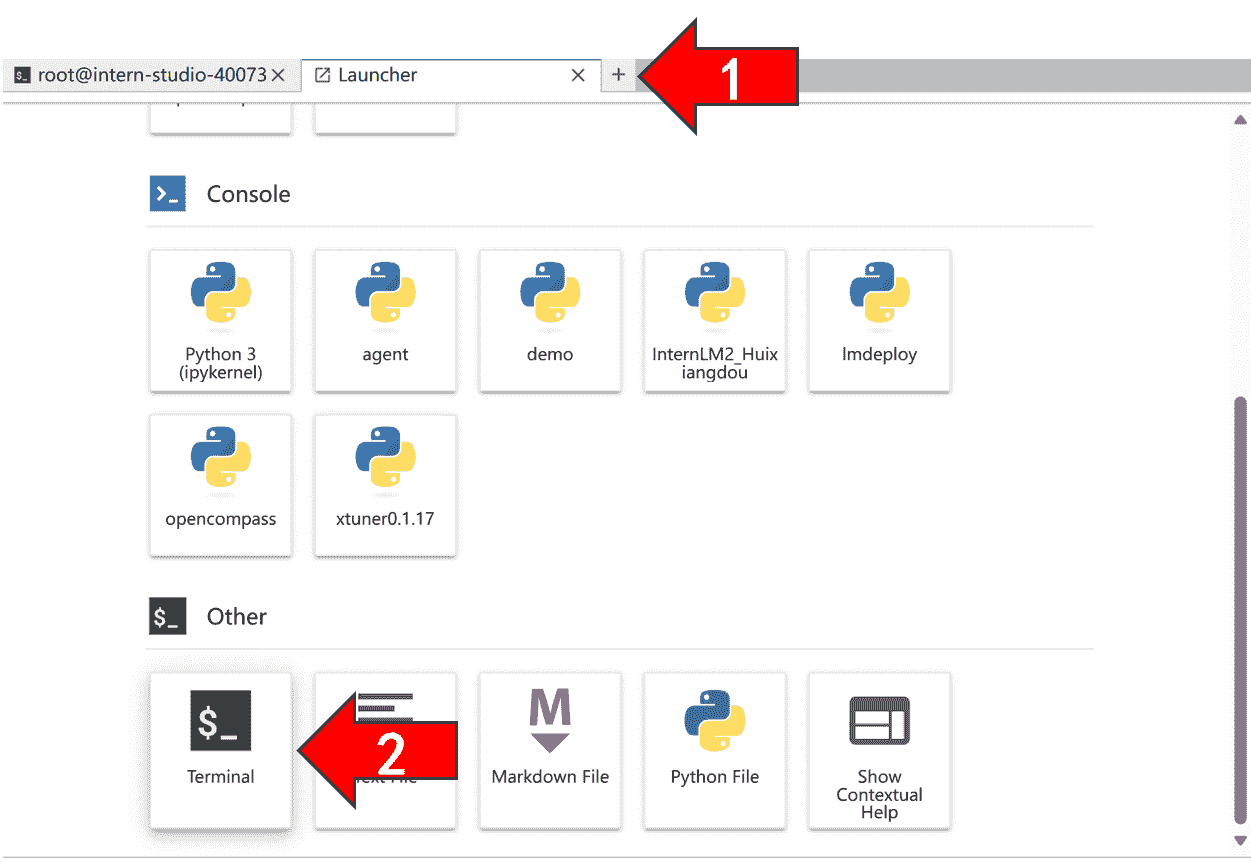 root@intern-studio-40073
Launcher
1
Console
Python 3
(ipykernel)
agent
demo
InternLM2_Huix
iangdou
lmdeploy
opencompass
xtuner0.1.17
$_ Other
$_
2
M
Terminal
Markdown File
Python File
Show
Contextual
Help